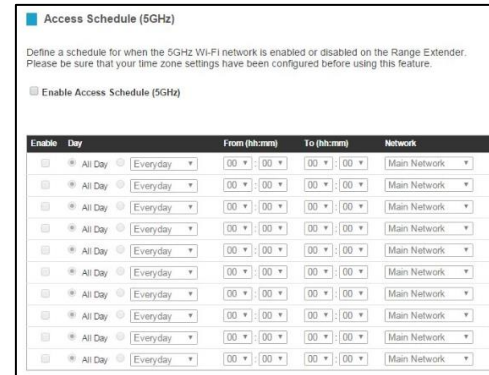 Access Schedule (5GHz)
Define a schedule for when the 5GHz Wi-Fi network is enabled or disabled on the Range Extender.
Please be sure that your time zone settings have been configured before using this feature.
Enable Access Schedule (5GHz)
Enable Day From (hh:mm) To (hh:mm) Network
All Day Everyday 00 : 00 00 : 00 Main Network
All Day Everyday 00 : 00 00 : 00 Main Network
All Day Everyday 00 : 00 00 : 00 Main Network
All Day Everyday 00 : 00 00 : 00 Main Network
All Day Everyday 00 : 00 00 : 00 Main Network
All Day Everyday 00 : 00 00 : 00 Main Network
All Day Everyday 00 : 00 00 : 00 Main Network
All Day Everyday 00 : 00 00 : 00 Main Network
All Day Everyday 00 : 00 00 : 00 Main Network
All Day Everyday 00 : 00 00 : 00 Main Network